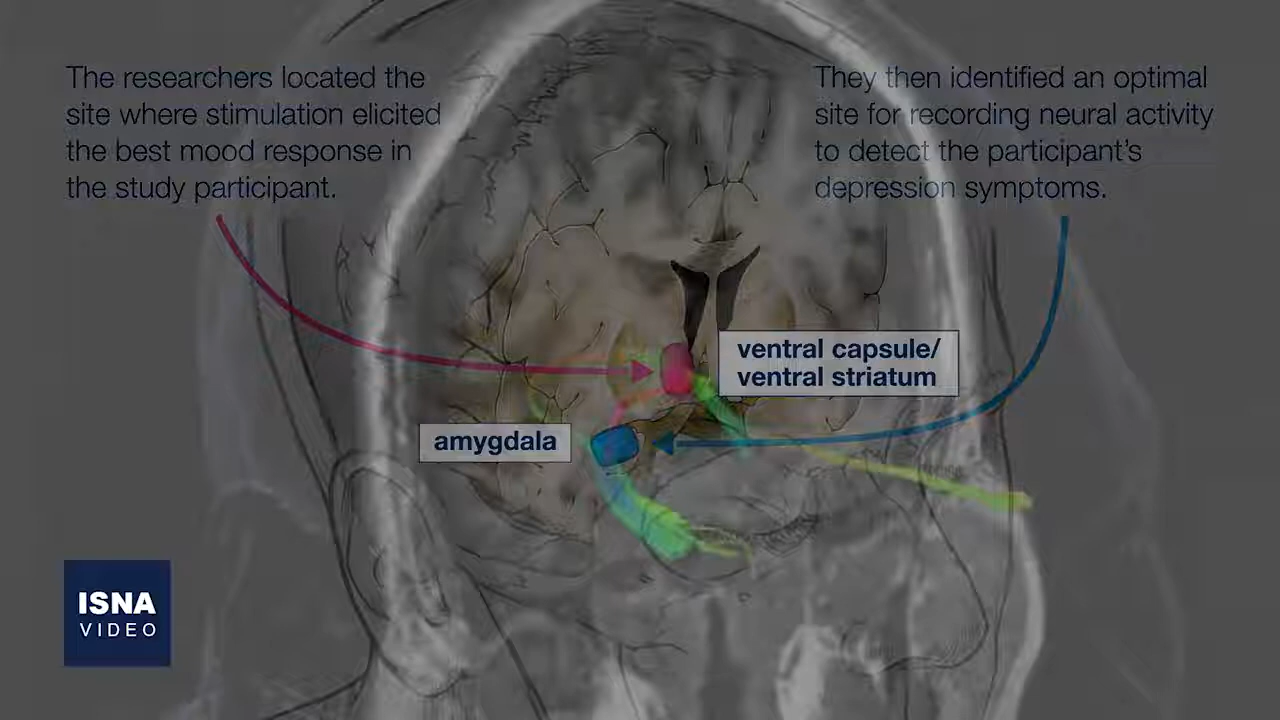 The researchers located the
site where stimulation elicited
the best mood response in
the study participant.
They then identified an optimal
site for recording neural activity
to detect the participant's
depression symptoms.
ventral capsule/
ventral striatum
amygdala
ISNA
VIDEO